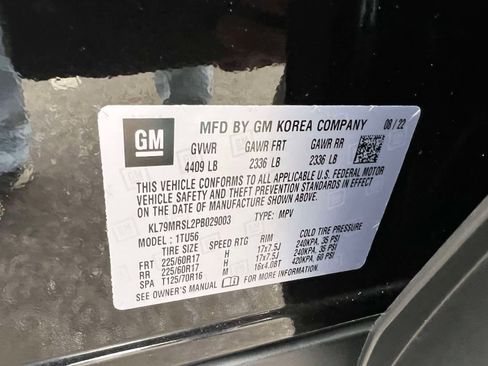 GM
MFD BY GM KOREA COMPANY 08/22
GVWR GAWR FRT GAWR RR
4409 LB 2336 LB 2336 LB
THIS VEHICLE CONFORMS TO ALL APPLICABLE U.S. FEDERAL MOTOR
VEHICLE SAFETY AND THEFT PREVENTION STANDARDS IN EFFECT
ON THE DATE OF MANUFACTURE SHOWN ABOVE.
KL79MRSL2PB029003 TYPE: MPV
MODEL: 1TU56
TIRE SIZE SPEED RTG RIM COLD TIRE PRESSURE
FRT 225/60R17 H 17x7.5J 240KPA, 35 PSI
RR 225/60R17 H 17x7.5J 240KPA, 35 PSI
SPA T125/70R16 M 16x4.0BT 420KPA, 60 PSI
SEE OWNER'S MANUAL FOR MORE INFORMATION.